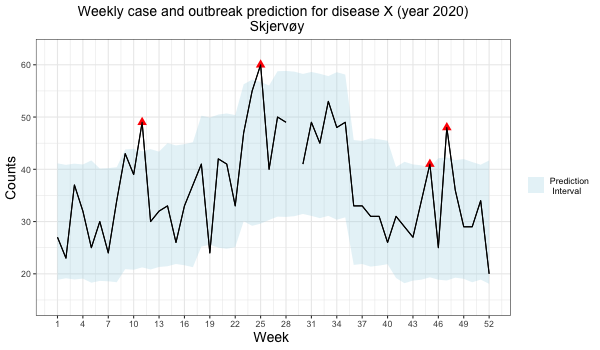 Weekly case and outbreak prediction for disease X (year 2020)
Skjervøy
Counts
60
50
40
30
20
1 4 7 10 13 16 19 22 25 28 31 34 37 40 43 46 49 52
Week
Prediction
Interval